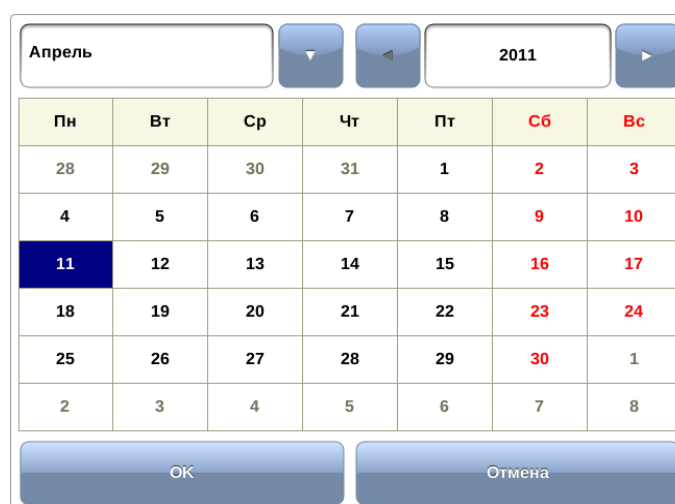 Апрель 2011
Пн Вт Ср Чт Пт Сб Вс
28 29 30 31 1 2 3
4 5 6 7 8 9 10
11 12 13 14 15 16 17
18 19 20 21 22 23 24
25 26 27 28 29 30 1
2 3 4 5 6 7 8
OK Отмена